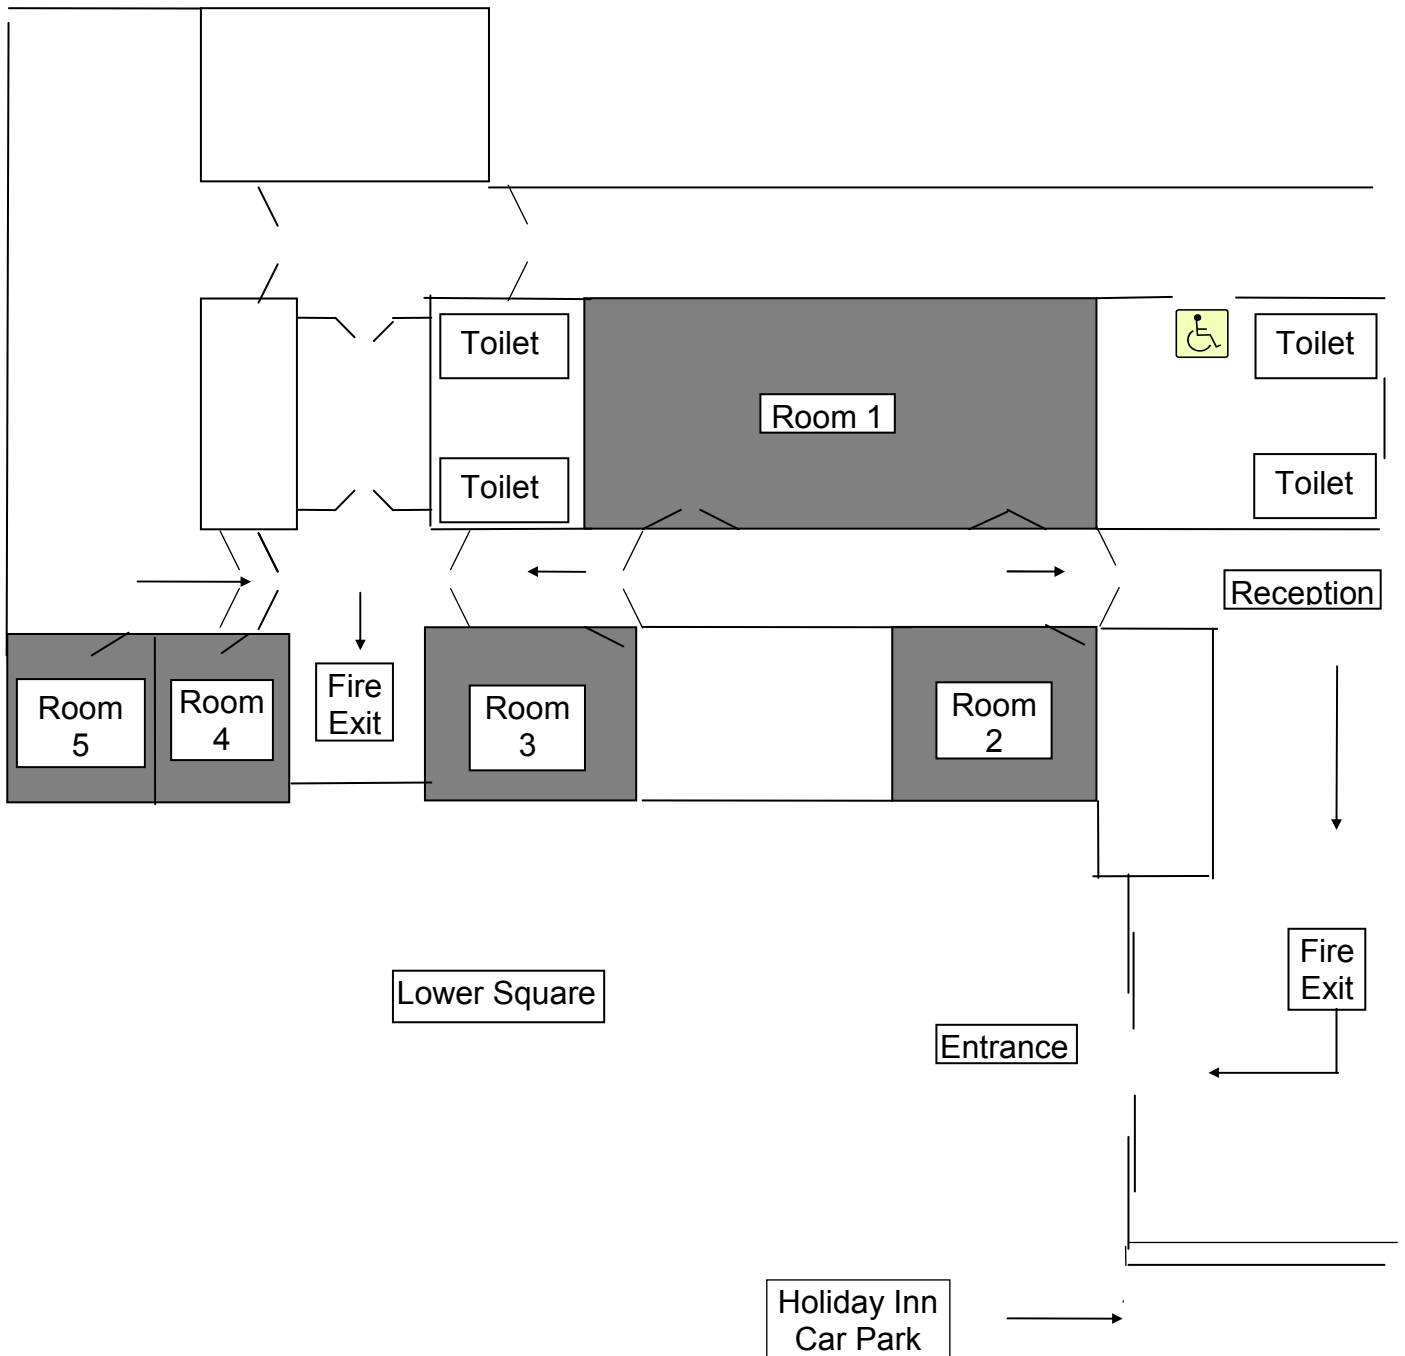 Toilet
Toilet
Room 1
Toilet
Toilet
Reception
Room
5
Room
4
Fire
Exit
Room
3
Room
2
Fire
Exit
Lower Square
Entrance
Holiday Inn
Car Park